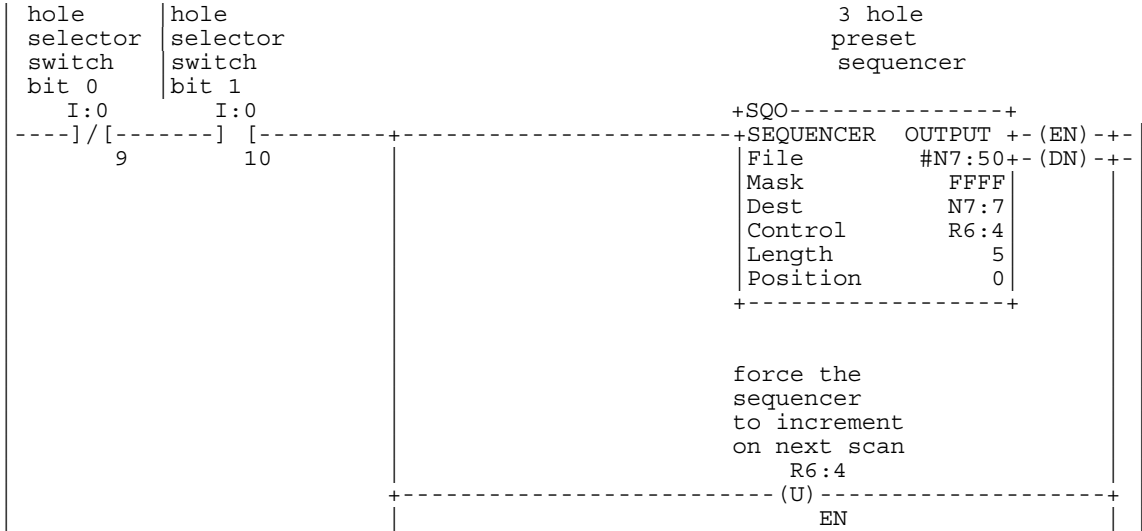 hole |hole 3 hole
selector |selector preset
switch |switch sequencer
bit 0 |bit 1
I:0 I:0 +SQO---------------+
----]/[-------] [---------+------------------------+SEQUENCER OUTPUT +-(EN)-+-
9 10 |File #N7:50+-(DN)-+-
|Mask FFFF|
|Dest N7:7|
|Control R6:4|
|Length 5|
|Position 0|
+------------------+
force the
sequencer
to increment
on next scan
R6:4
+---------------------------(U)---------------------+
EN